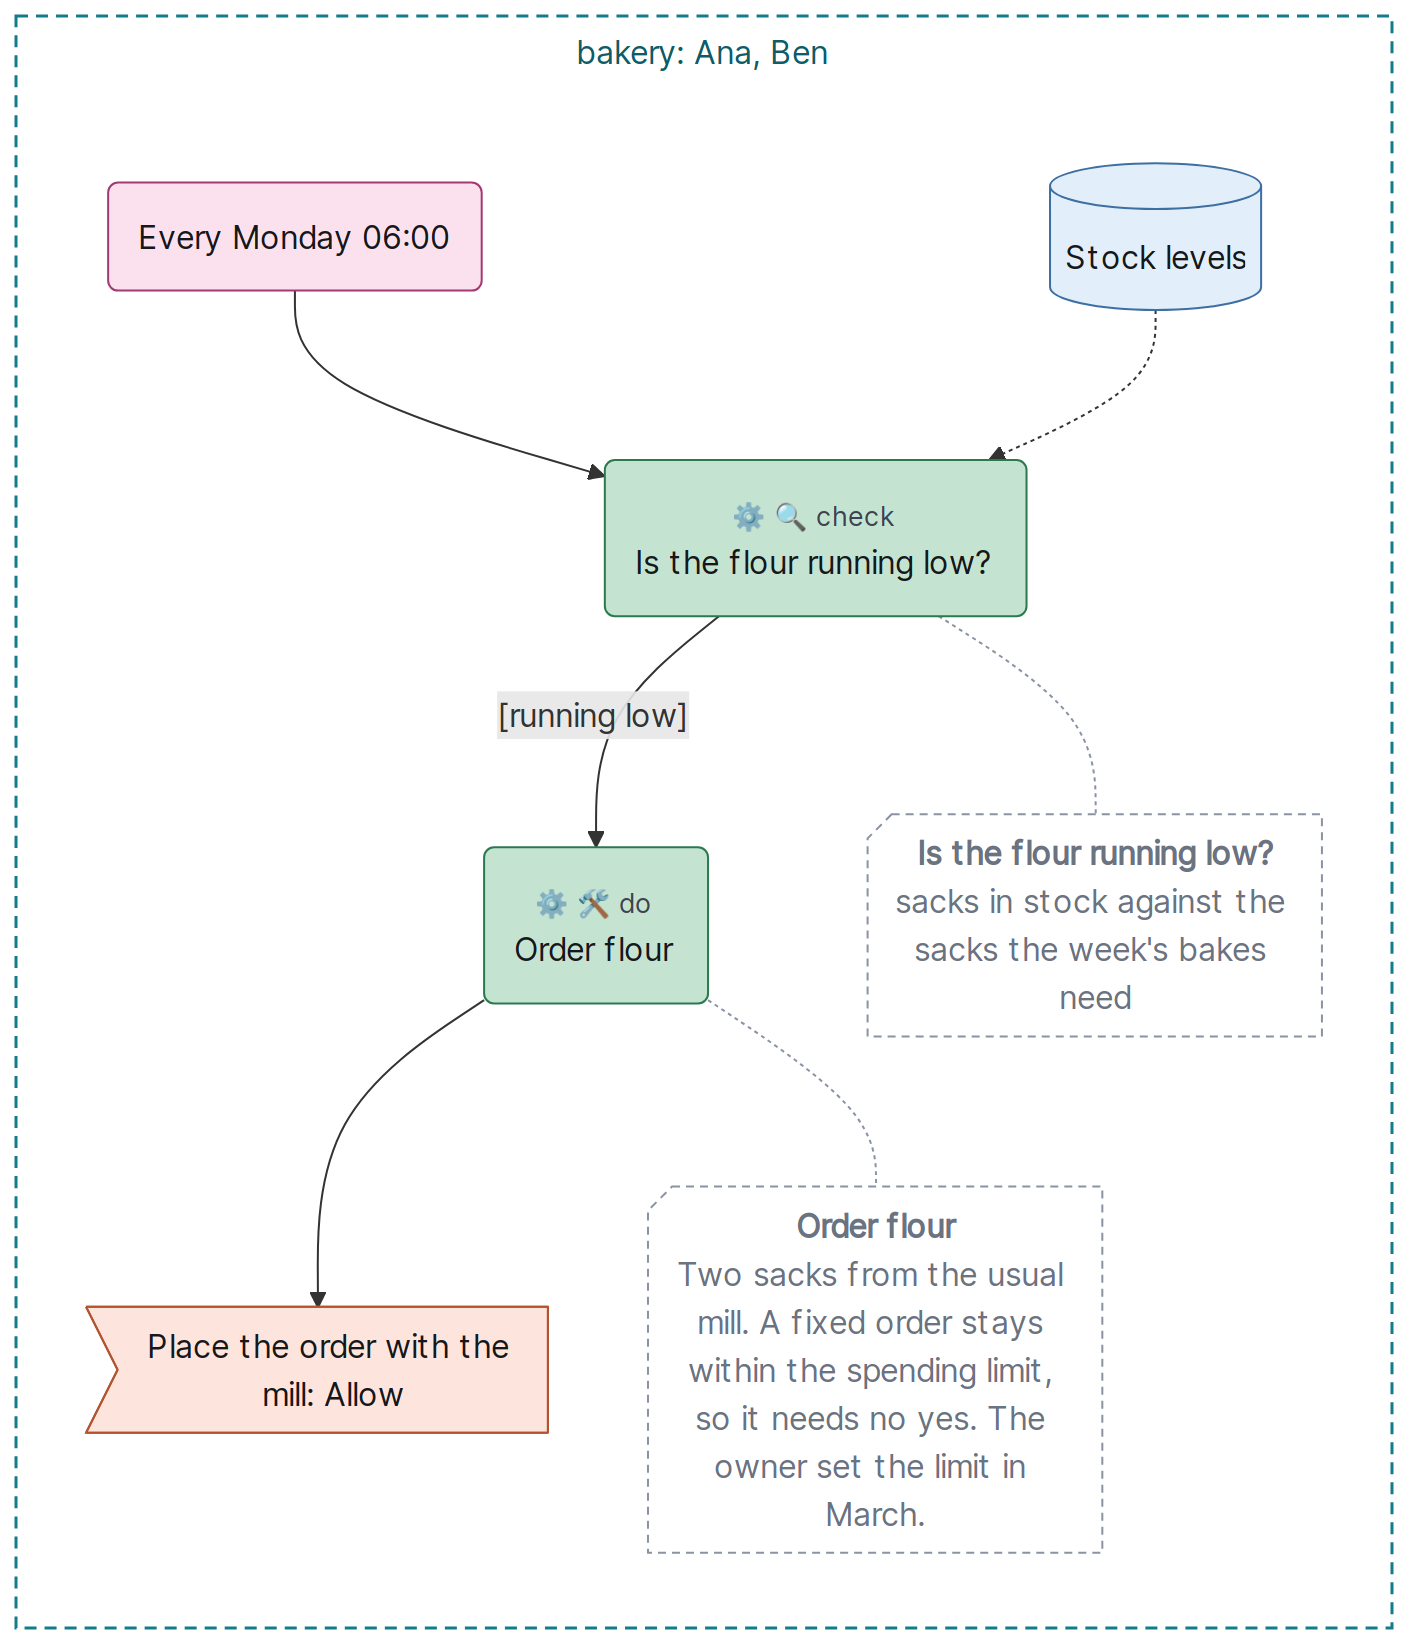 bakery: Ana, Ben
Every Monday 06:00
Stock levels
⚙️ 🔍 check
Is the flour running low?
[running low]
Is the flour running low?
sacks in stock against the
sacks the week's bakes
need
⚙️ 🛠️ do
Order flour
Order flour
Two sacks from the usual
mill. A fixed order stays
within the spending limit,
so it needs no yes. The
owner set the limit in
March.
Place the order with the
mill: Allow